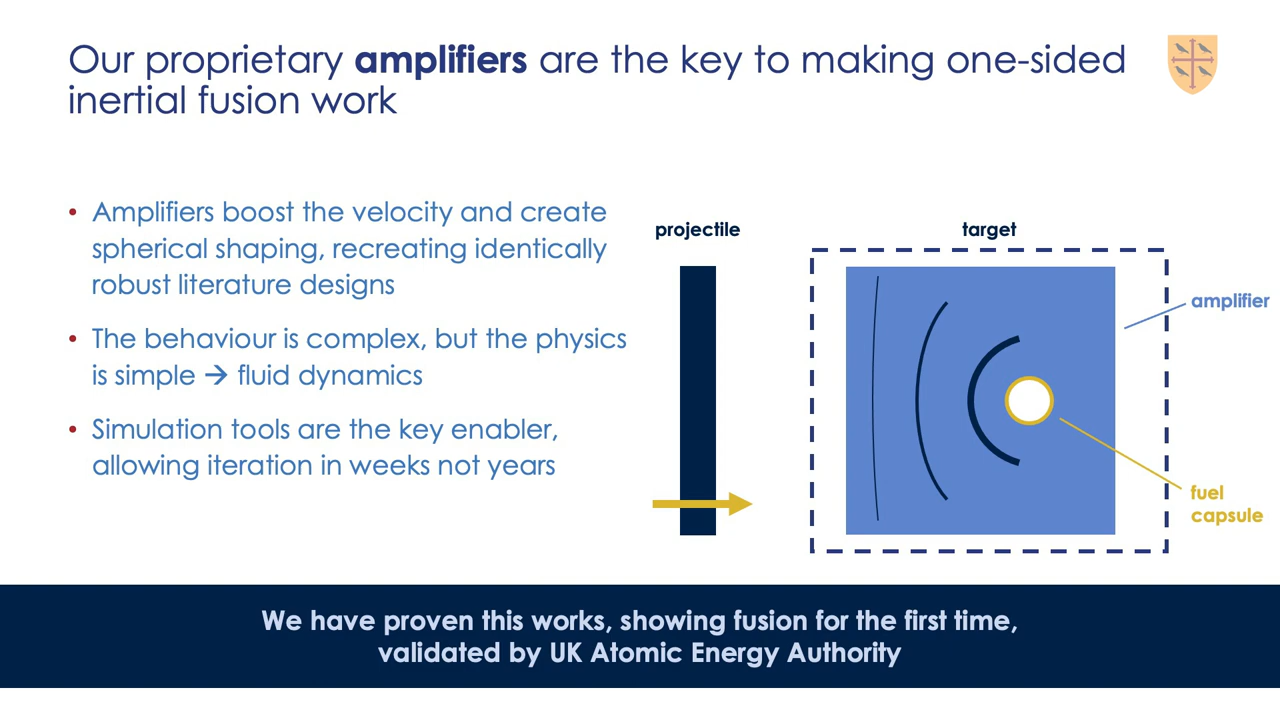 Our proprietary amplifiers are the key to making one-sided
inertial fusion work
• Amplifiers boost the velocity and create
spherical shaping, recreating identically
robust literature designs
• The behaviour is complex, but the physics
is simple → fluid dynamics
• Simulation tools are the key enabler,
allowing iteration in weeks not years
projectile
target
amplifier
fuel
capsule
We have proven this works, showing fusion for the first time,
validated by UK Atomic Energy Authority